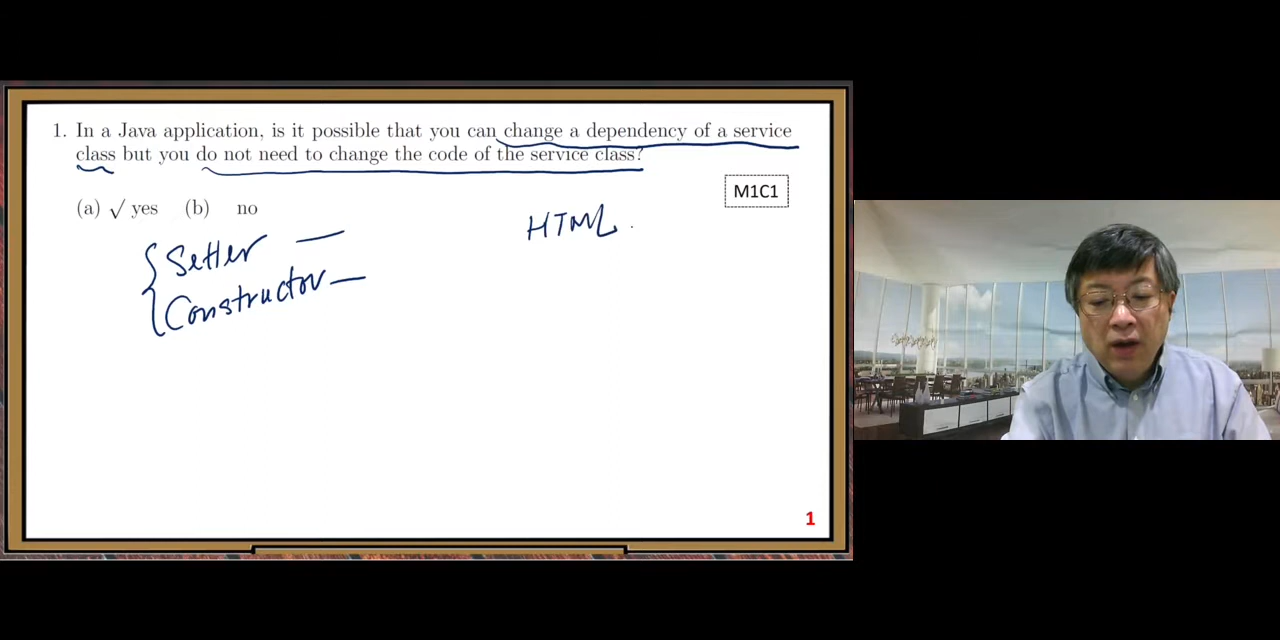 1. In a Java application, is it possible that you can change a dependency of a service
class but you do not need to change the code of the service class?
M1C1
(a) √ yes (b) no
HTML
Setter
Constructor
1